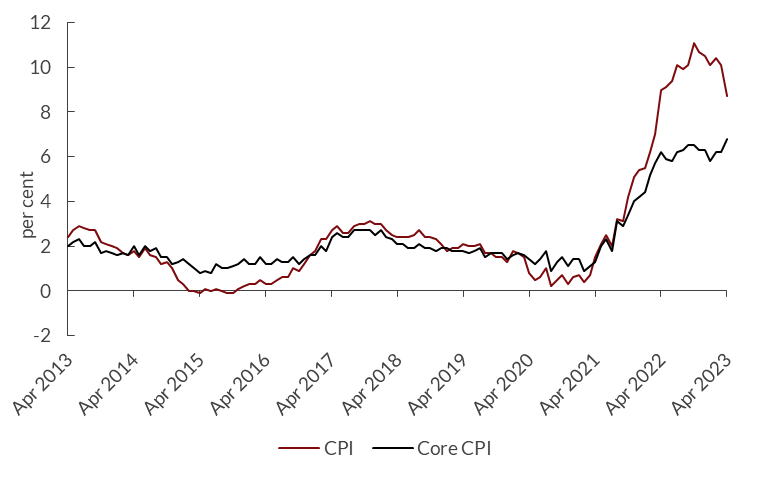 12
10
8
6
4
2
0
-2
per cent
Apr 2013
Apr 2014
Apr 2015
Apr 2016
Apr 2017
Apr 2018
Apr 2019
Apr 2020
Apr 2021
Apr 2022
Apr 2023
CPI
Core CPI